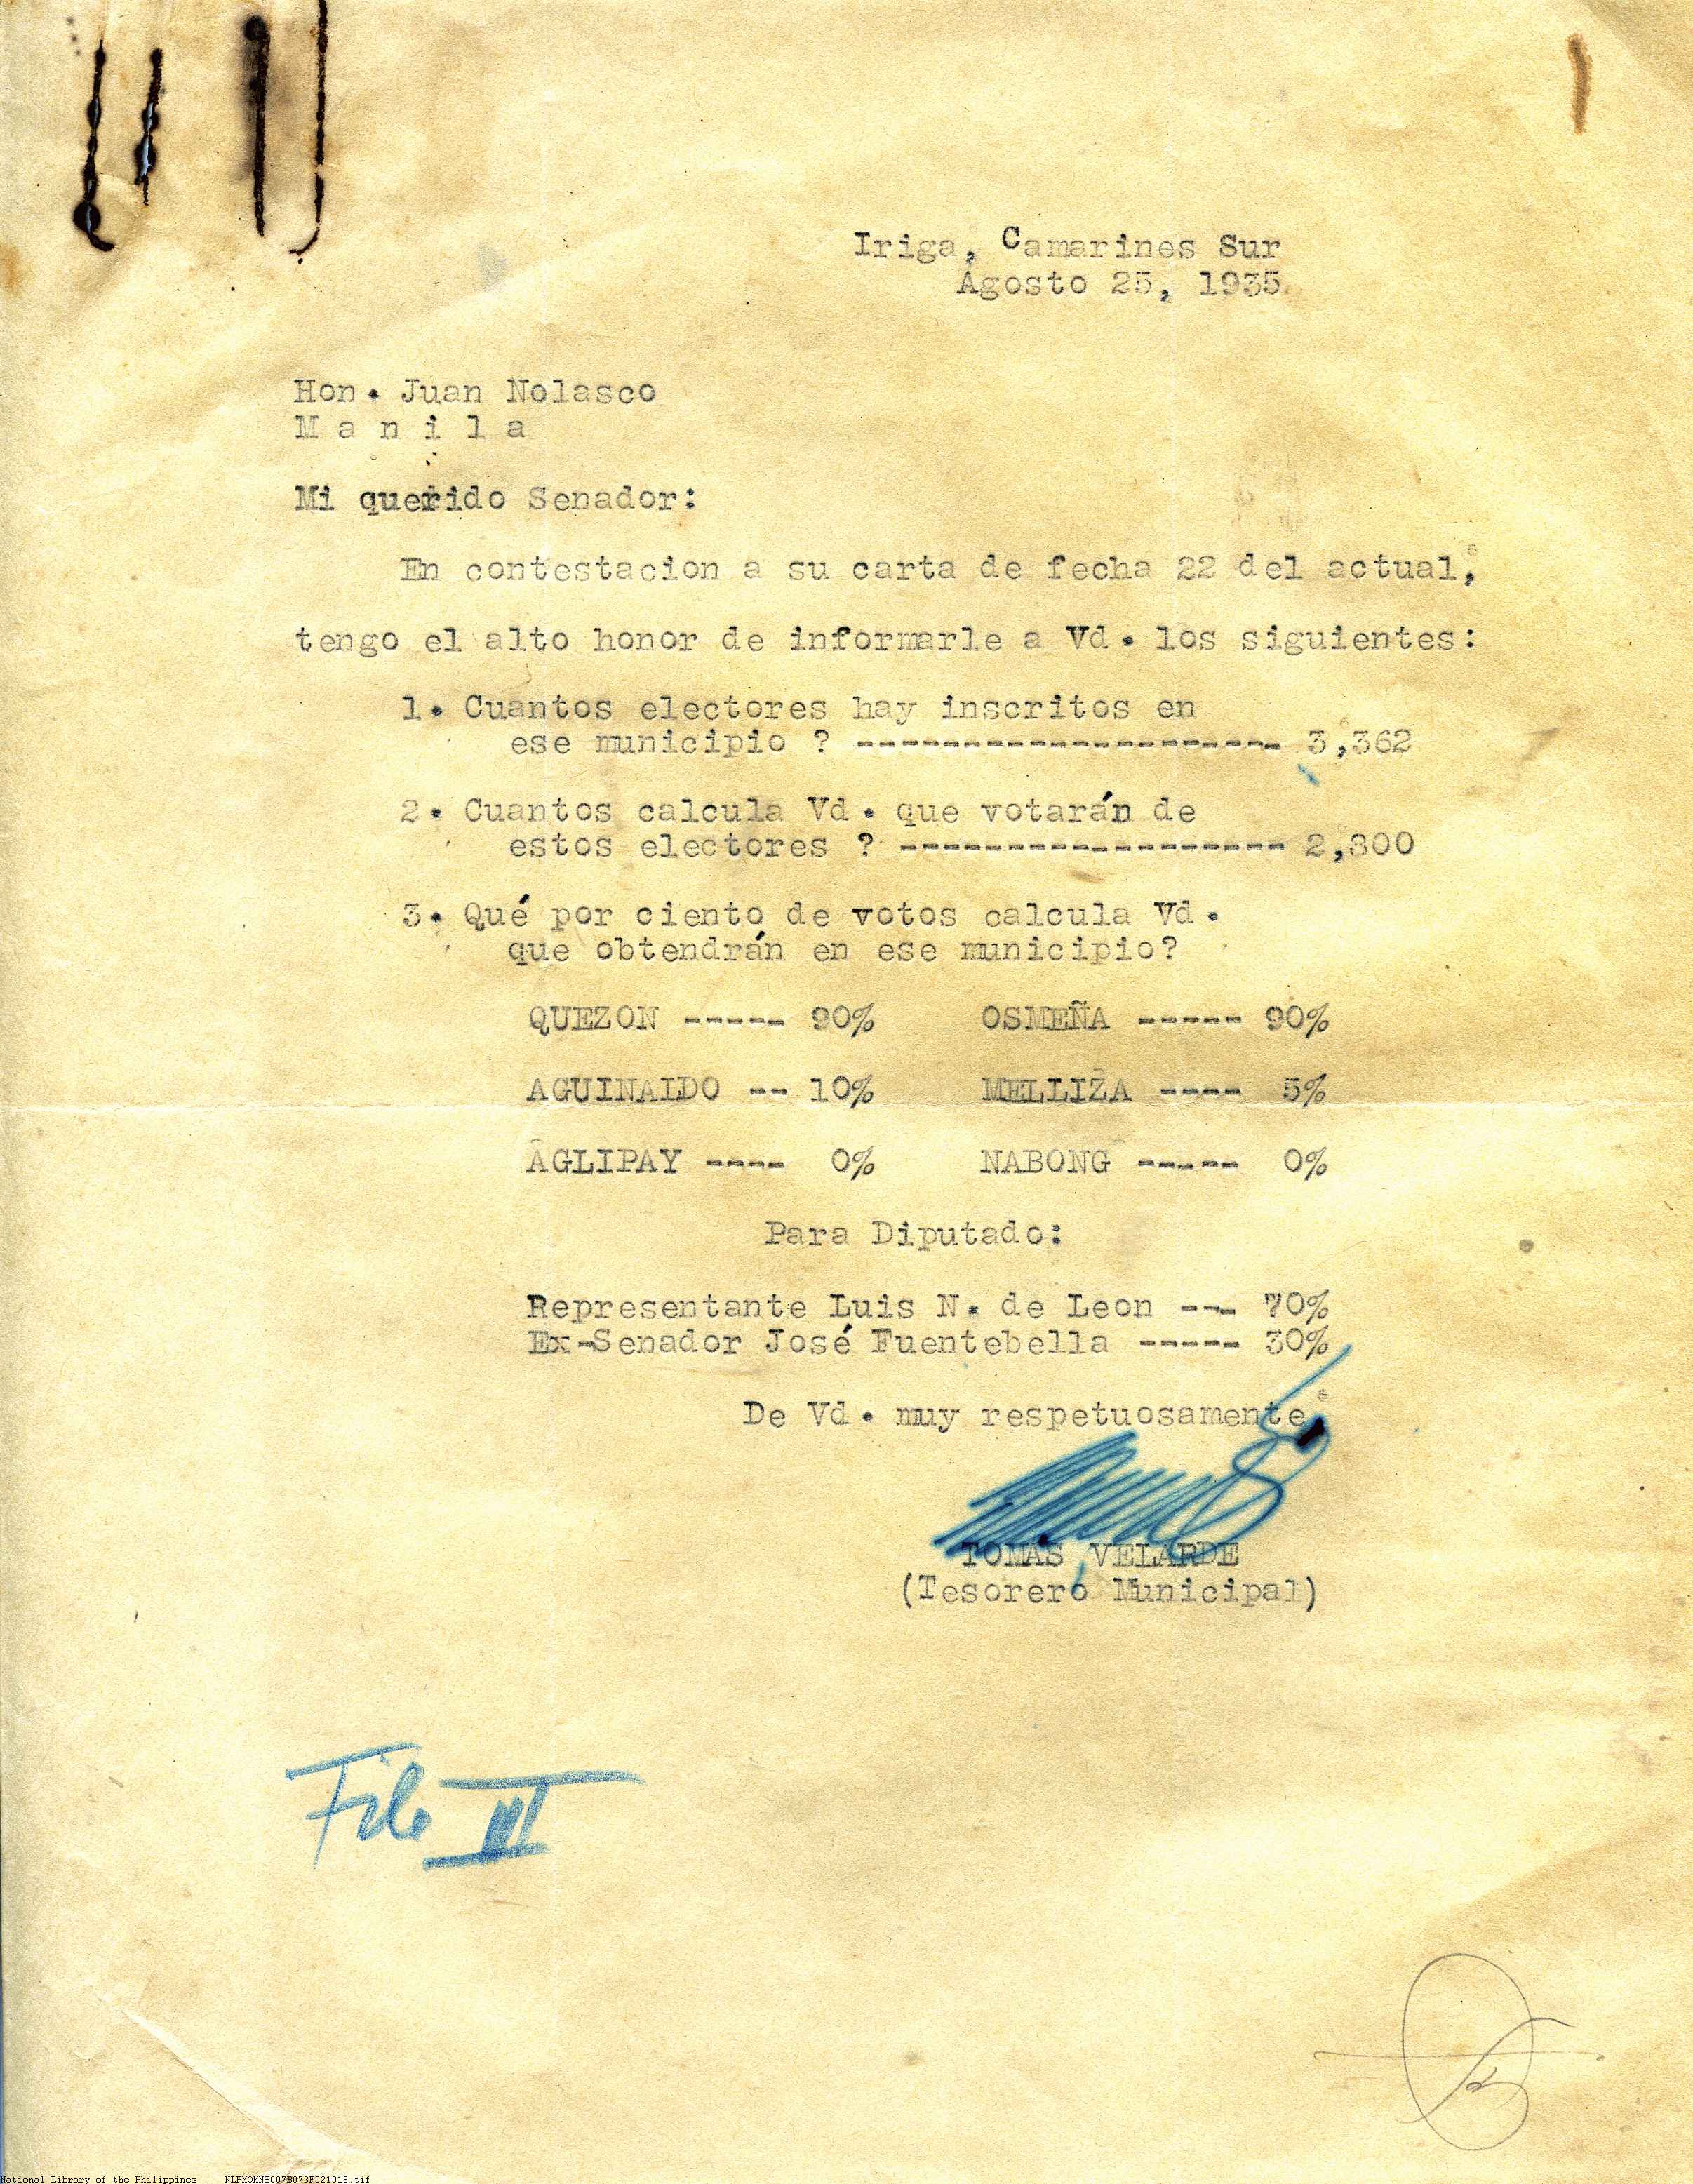 Iriga, Camarines Sur
Agosto 25, 1935
Hon. Juan Nolasco
M a n i l a
Mi querido Senador:
En contestacion a su carta de fecha 22 del actual,
tengo el alto honor de informarle a Vd. los siguientes:
1. Cuantos electores hay inscritos en
ese municipio ? -------------------- 3,362
2. Cuantos calcula Vd. que votarán de
estos electores ? ------------------ 2,800
3. Qué por ciento de votos calcula Vd.
que obtendrán en ese municipio?
QUEZON ----- 90% OSMEÑA ----- 90%
AGUINALDO -- 10% MELLIZA ---- 5%
AGLIPAY ---- 0% NABONG ----- 0%
Para Diputado:
Representante Luis N. de Leon --- 70%
Ex-Senador José Fuentebella ----- 30%
De Vd. muy respetuosamente,
TOMAS VELARDE
(Tesorero Municipal)
File III
National Library of the Philippines NLPMQMNS007B073F021018.tif